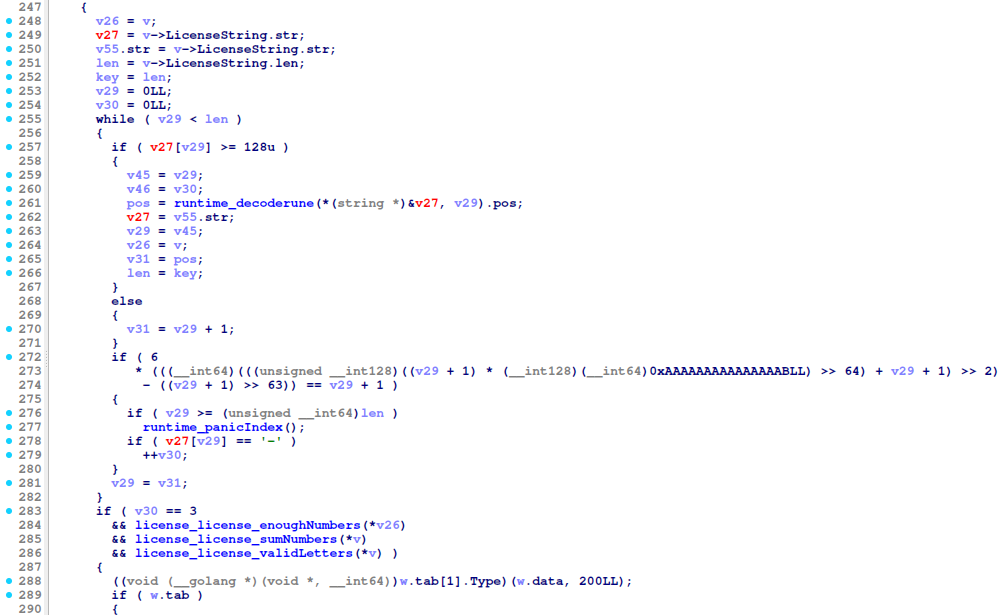 247 {
248 v26 = v;
249 v27 = v->LicenseString.str;
250 v55.str = v->LicenseString.str;
251 len = v->LicenseString.len;
252 key = len;
253 v29 = 0LL;
254 v30 = 0LL;
255 while ( v29 < len )
256 {
257 if ( v27[v29] >= 128u )
258 {
259 v45 = v29;
260 v46 = v30;
261 pos = runtime_decoderune(*(string *)&v27, v29).pos;
262 v27 = v55.str;
263 v29 = v45;
264 v26 = v;
265 v31 = pos;
266 len = key;
267 }
268 else
269 {
270 v31 = v29 + 1;
271 }
272 if ( 6
273 * (((__int64)(((unsigned __int128)((v29 + 1) * (__int128)(__int64)0xAAAAAAAAAAAAAAABLL) >> 64) + v29 + 1) >> 2)
274 - ((v29 + 1) >> 63)) == v29 + 1 )
275 {
276 if ( v29 >= (unsigned __int64)len )
277 runtime_panicIndex();
278 if ( v27[v29] == '-' )
279 ++v30;
280 }
281 v29 = v31;
282 }
283 if ( v30 == 3
284 && license_license_enoughNumbers(*v26)
285 && license_license_sumNumbers(*v)
286 && license_license_validLetters(*v) )
287 {
288 ((void (__golang *)(void *, __int64))w.tab[1].Type)(w.data, 200LL);
289 if ( w.tab )
290 {